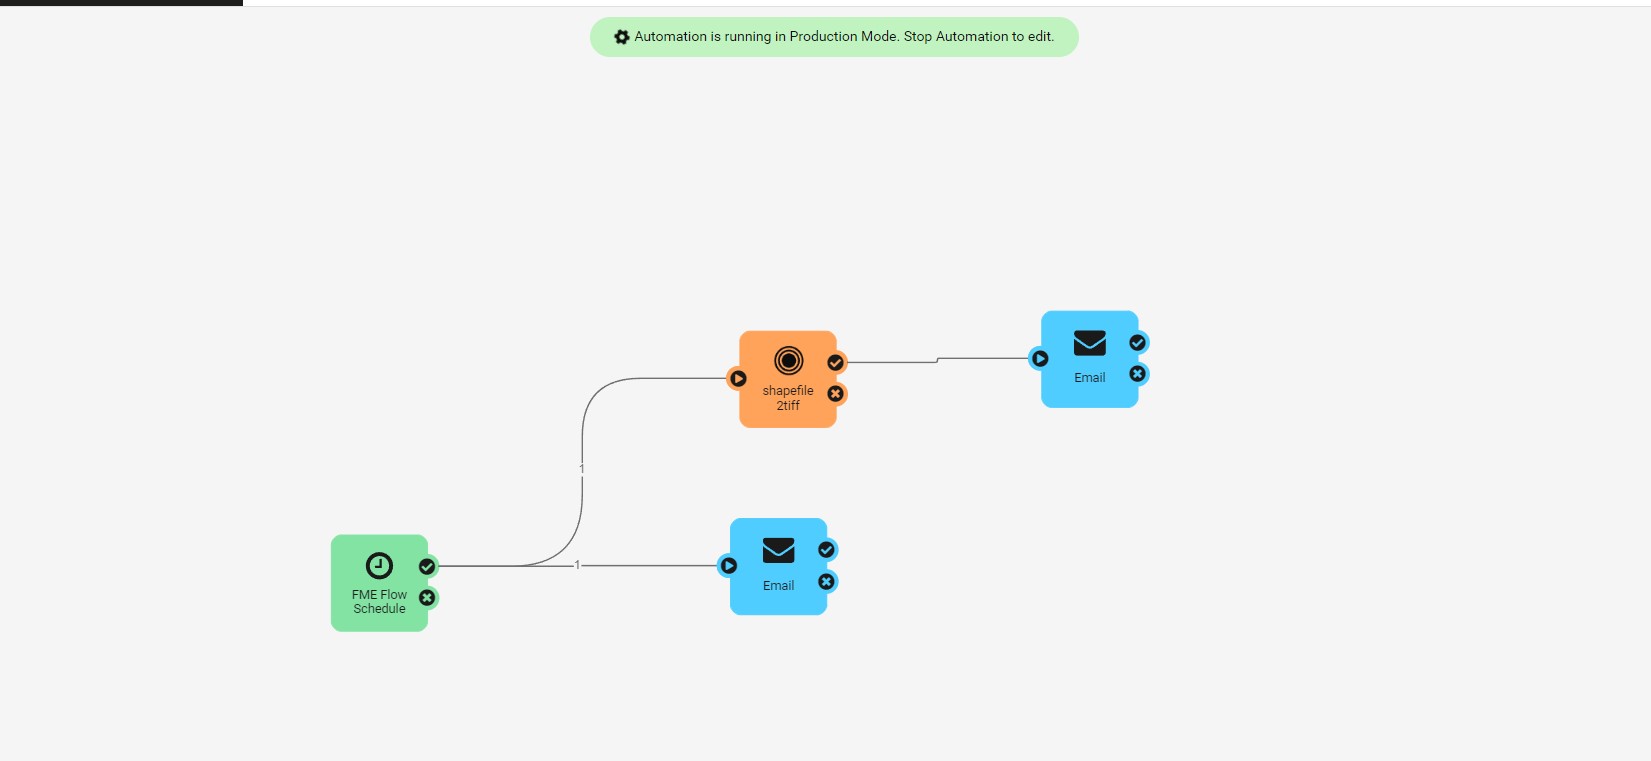 Automation is running in Production Mode. Stop Automation to edit.
shapefile
2tiff
Email
1
FME Flow
Schedule
1
Email